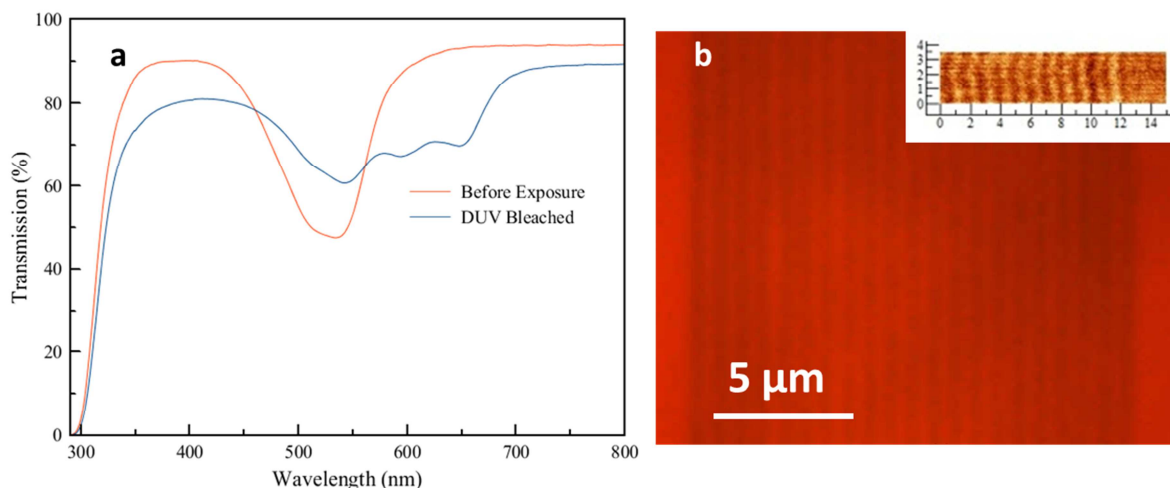 a
100
80
60
40
20
0
Transmission (%)
300 400 500 600 700 800
Wavelength (nm)
Before Exposure
DUV Bleached
b
4
3
2
1
0
0 2 4 6 8 10 12 14
5 μm